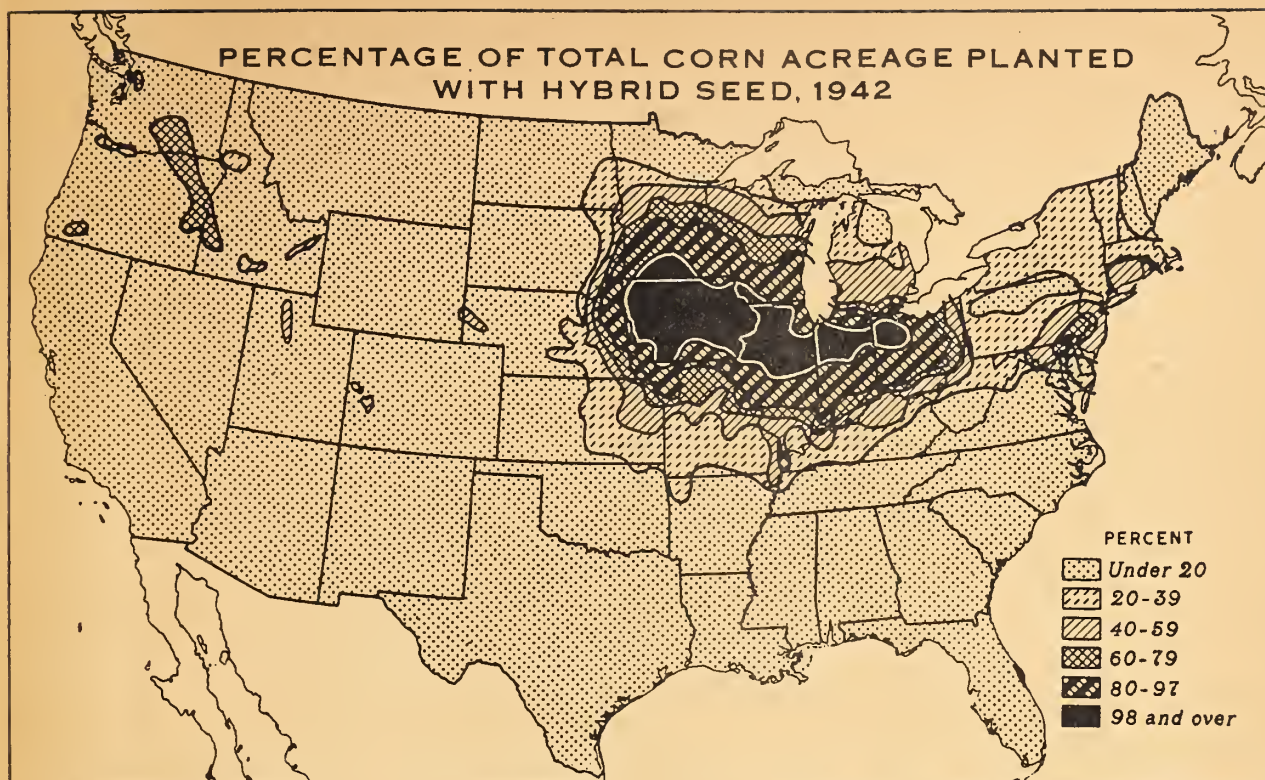 PERCENTAGE OF TOTAL CORN ACREAGE PLANTED
WITH HYBRID SEED, 1942
PERCENT
Under 20
20-39
40-59
60-79
80-97
98 and over